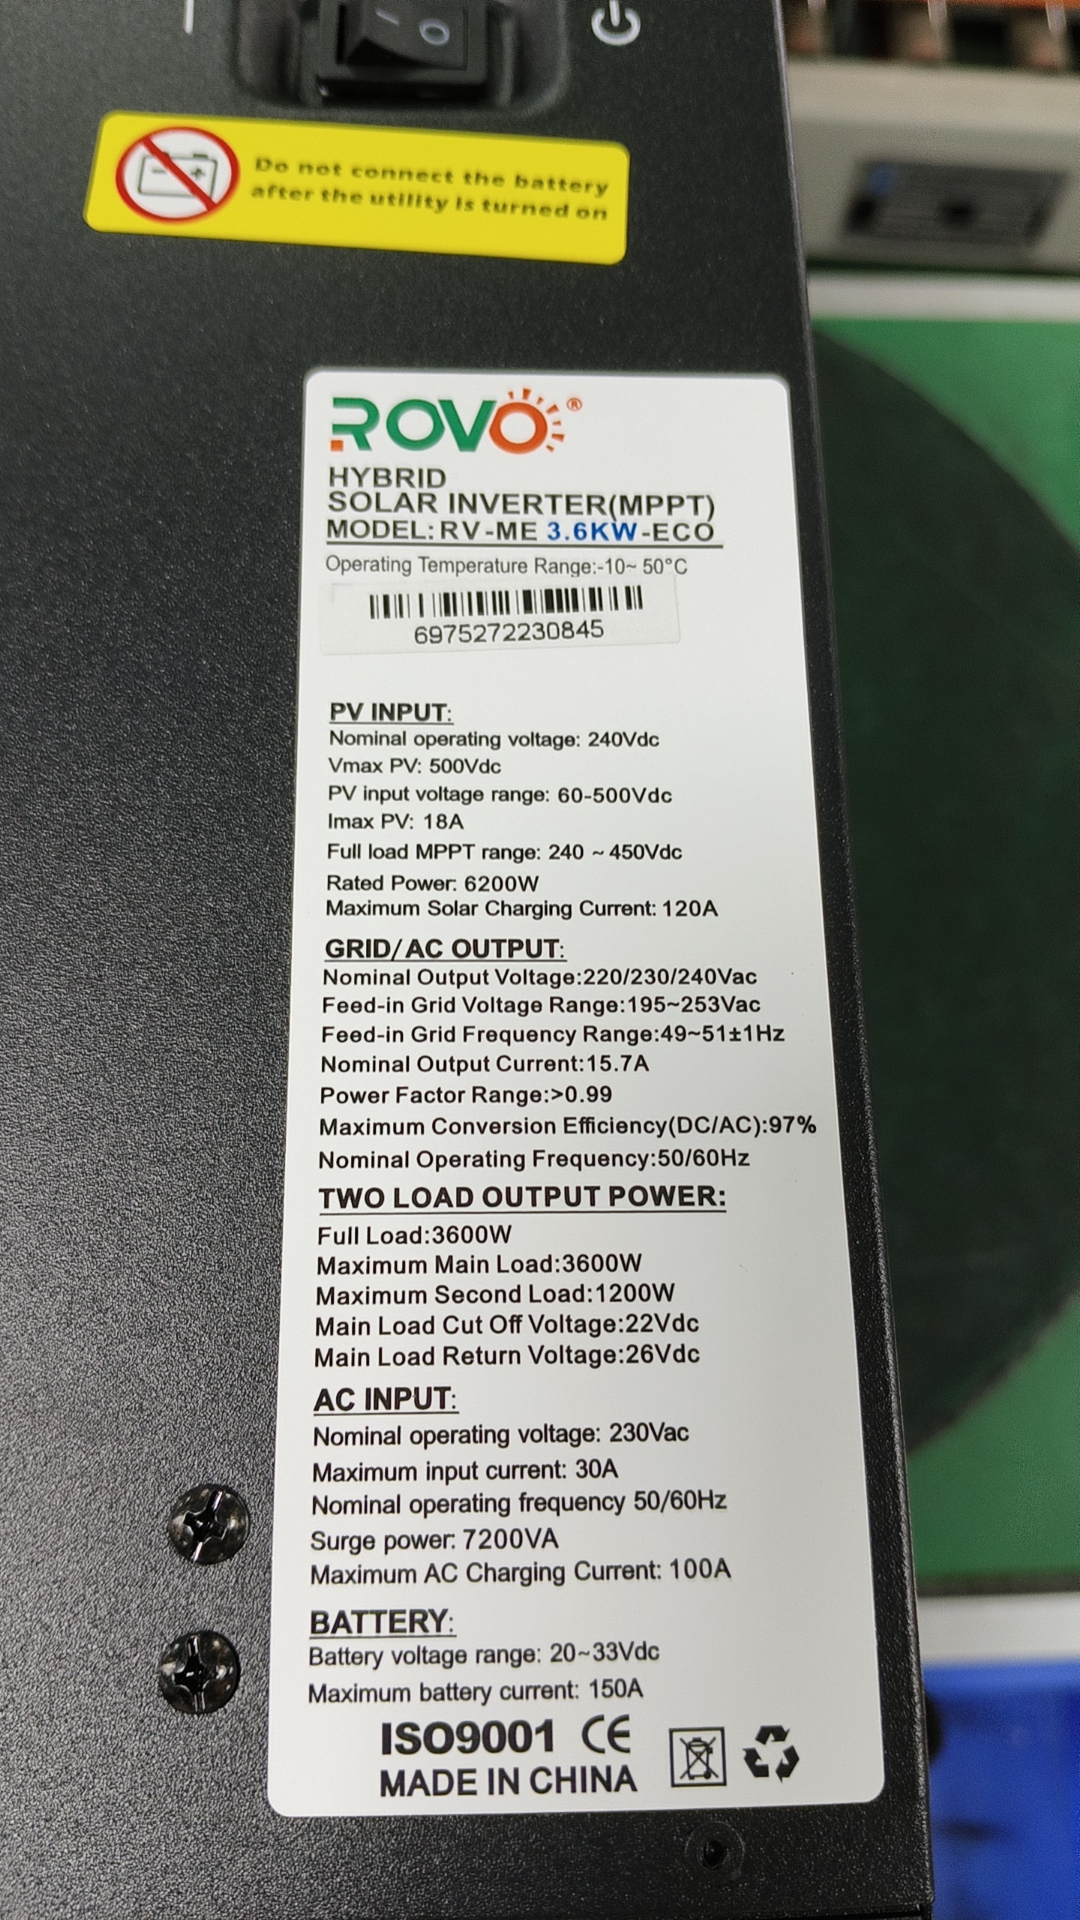 Do not connect the battery
after the utility is turned on
ROVO®
HYBRID
SOLAR INVERTER(MPPT)
MODEL: RV-ME 3.6KW-ECO
Operating Temperature Range:-10~ 50°C
6975272230845
PV INPUT:
Nominal operating voltage: 240Vdc
Vmax PV: 500Vdc
PV input voltage range: 60-500Vdc
Imax PV: 18A
Full load MPPT range: 240 ~ 450Vdc
Rated Power: 6200W
Maximum Solar Charging Current: 120A
GRID/AC OUTPUT:
Nominal Output Voltage:220/230/240Vac
Feed-in Grid Voltage Range:195~253Vac
Feed-in Grid Frequency Range:49~51±1Hz
Nominal Output Current:15.7A
Power Factor Range:>0.99
Maximum Conversion Efficiency(DC/AC):97%
Nominal Operating Frequency:50/60Hz
TWO LOAD OUTPUT POWER:
Full Load:3600W
Maximum Main Load:3600W
Maximum Second Load:1200W
Main Load Cut Off Voltage:22Vdc
Main Load Return Voltage:26Vdc
AC INPUT:
Nominal operating voltage: 230Vac
Maximum input current: 30A
Nominal operating frequency 50/60Hz
Surge power: 7200VA
Maximum AC Charging Current: 100A
BATTERY:
Battery voltage range: 20~33Vdc
Maximum battery current: 150A
ISO9001 CE
MADE IN CHINA